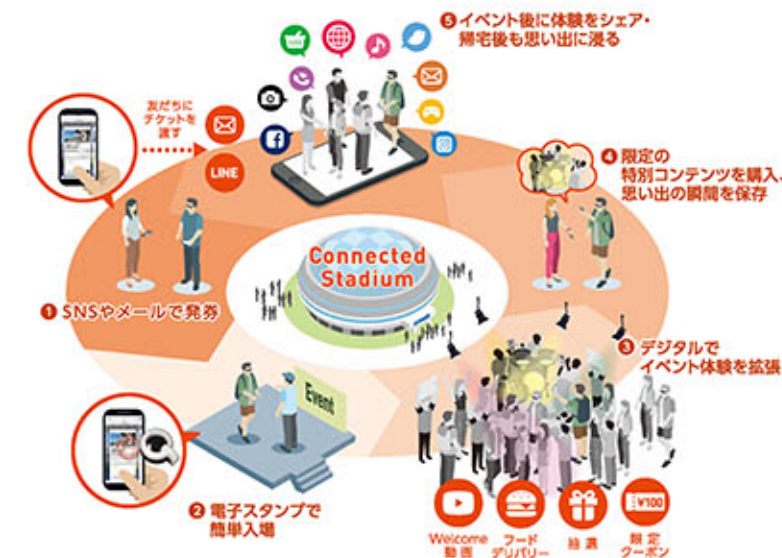 ❺ イベント後に体験をシェア・
帰宅後も思い出に浸る
友だちに
チケットを
渡す
LINE
❹ 限定の
特別コンテンツを購入、
思い出の瞬間を保存
Connected
Stadium
❶ SNSやメールで発券
❸ デジタルで
イベント体験を拡張
Event
❷ 電子スタンプで
簡単入場
Welcome
動画
フード
デリバリー
抽選
¥100
限定
クーポン